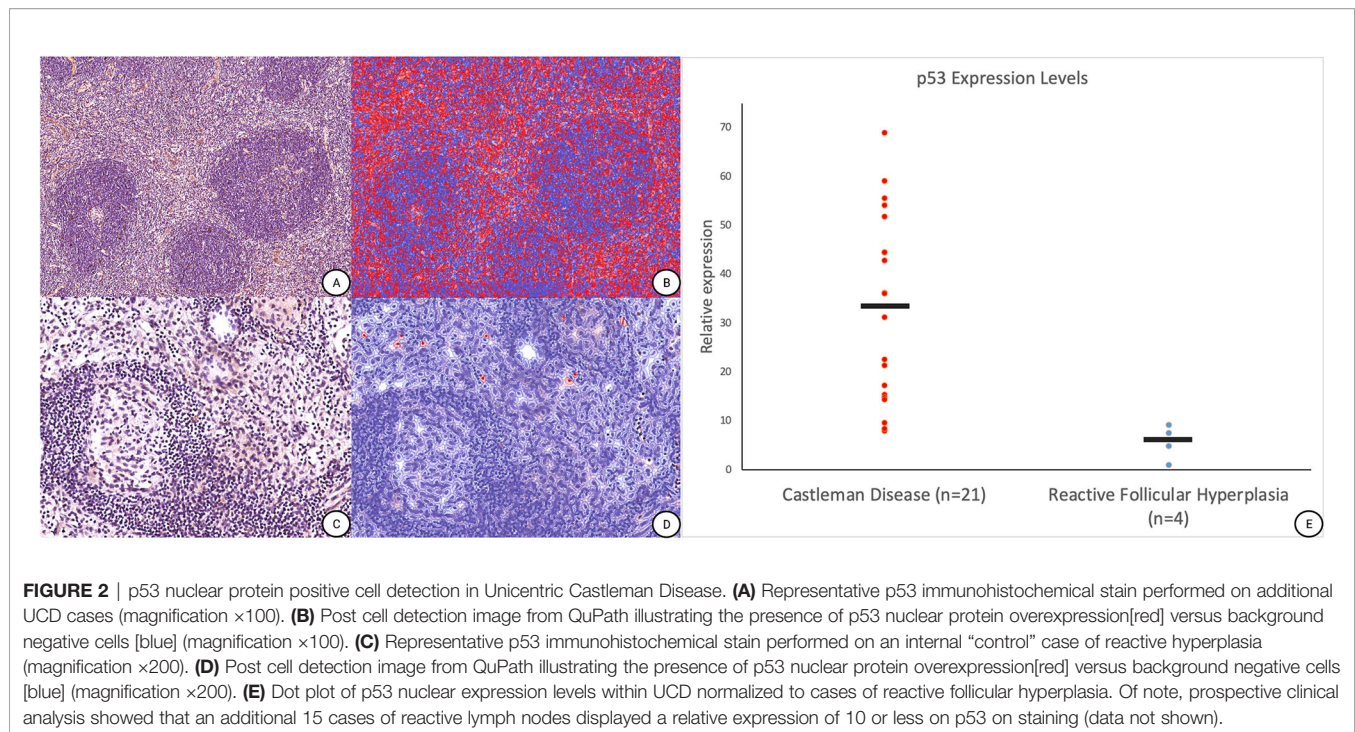 A
B
C
D
p53 Expression Levels
Relative expression
70
60
50
40
30
20
10
0
Castleman Disease (n=21)
Reactive Follicular Hyperplasia
(n=4)
E
FIGURE 2 | p53 nuclear protein positive cell detection in Unicentric Castleman Disease. (A) Representative p53 immunohistochemical stain performed on additional
UCD cases (magnification ×100). (B) Post cell detection image from QuPath illustrating the presence of p53 nuclear protein overexpression[red] versus background
negative cells [blue] (magnification ×100). (C) Representative p53 immunohistochemical stain performed on an internal “control” case of reactive hyperplasia
(magnification ×200). (D) Post cell detection image from QuPath illustrating the presence of p53 nuclear protein overexpression[red] versus background negative cells
[blue] (magnification ×200). (E) Dot plot of p53 nuclear expression levels within UCD normalized to cases of reactive follicular hyperplasia. Of note, prospective clinical
analysis showed that an additional 15 cases of reactive lymph nodes displayed a relative expression of 10 or less on p53 on staining (data not shown).